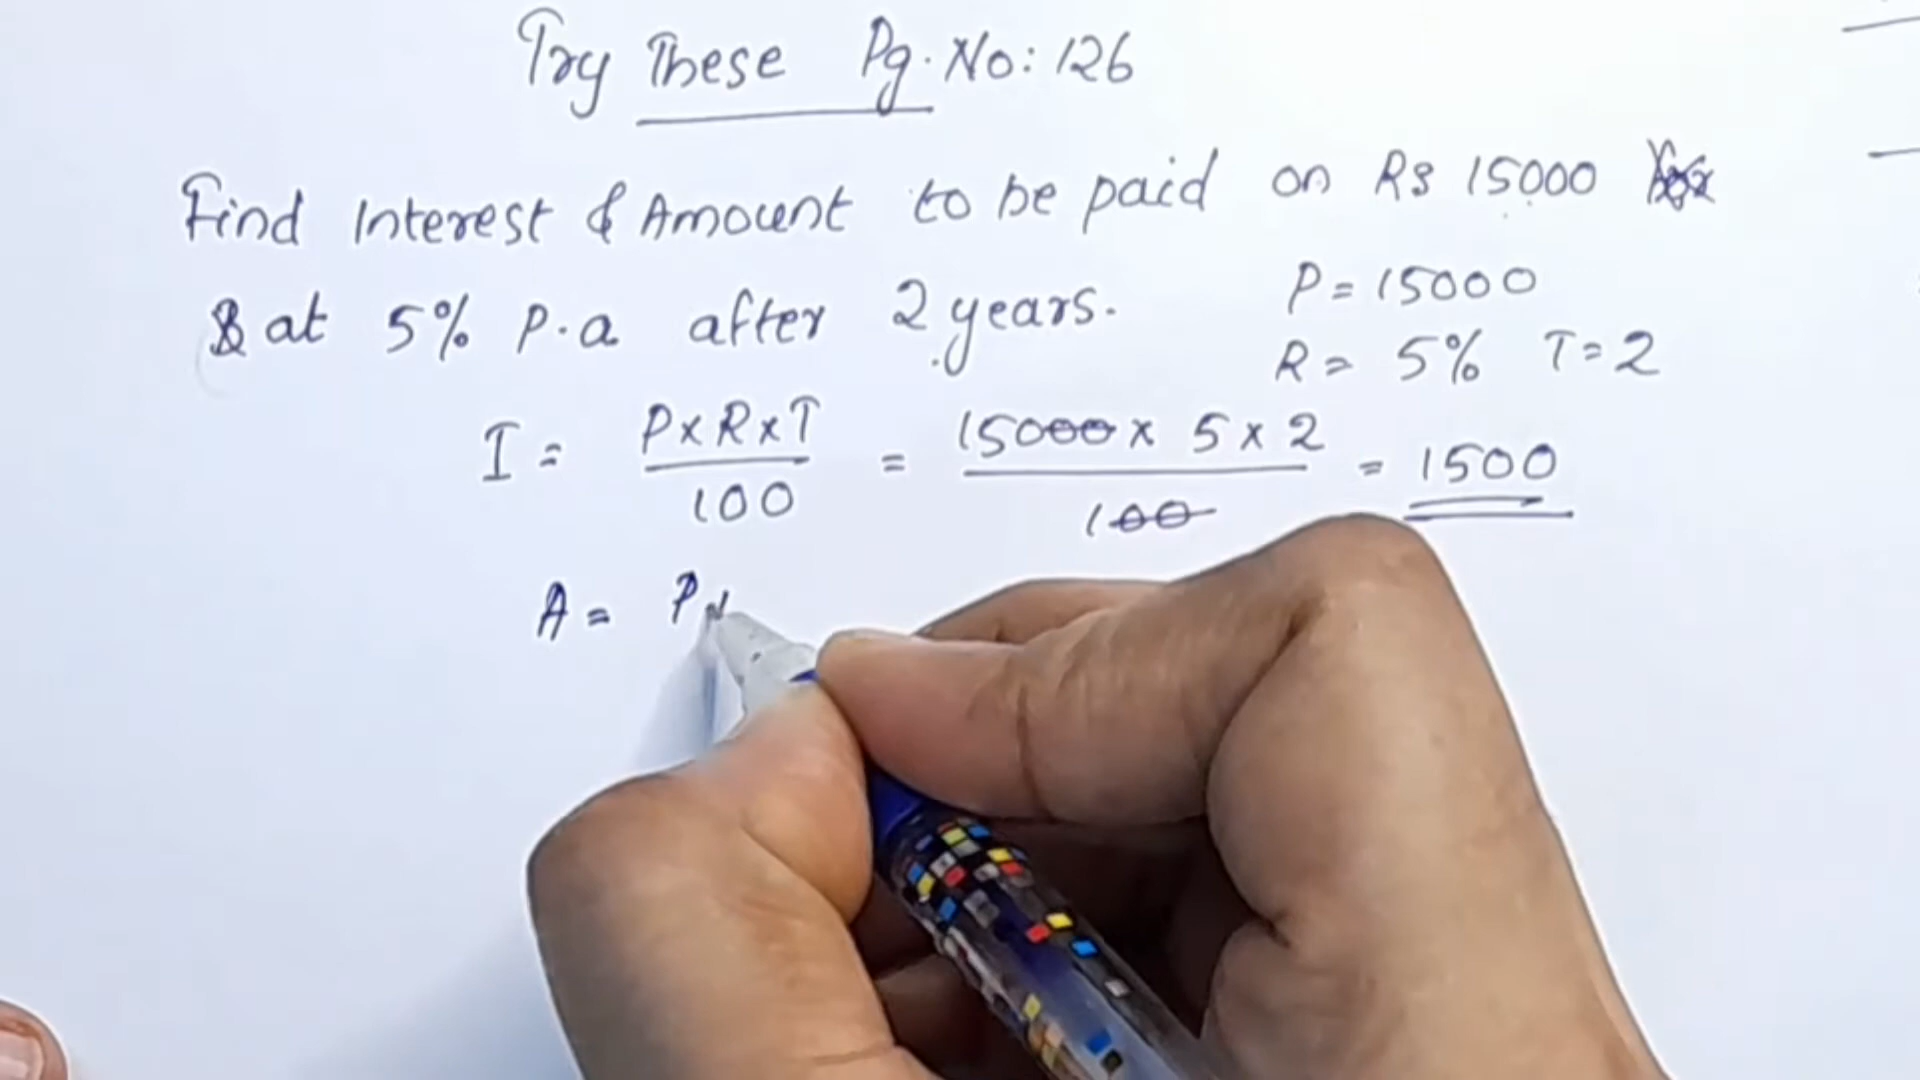 Try These Pg. No: 126
Find Interest & Amount to be paid on Rs 15000
at 5% P.a after 2 years.
P = 15000
R = 5% T = 2
I = P x R x T / 100 = 15000 x 5 x 2 / 100 = 1500
A = P